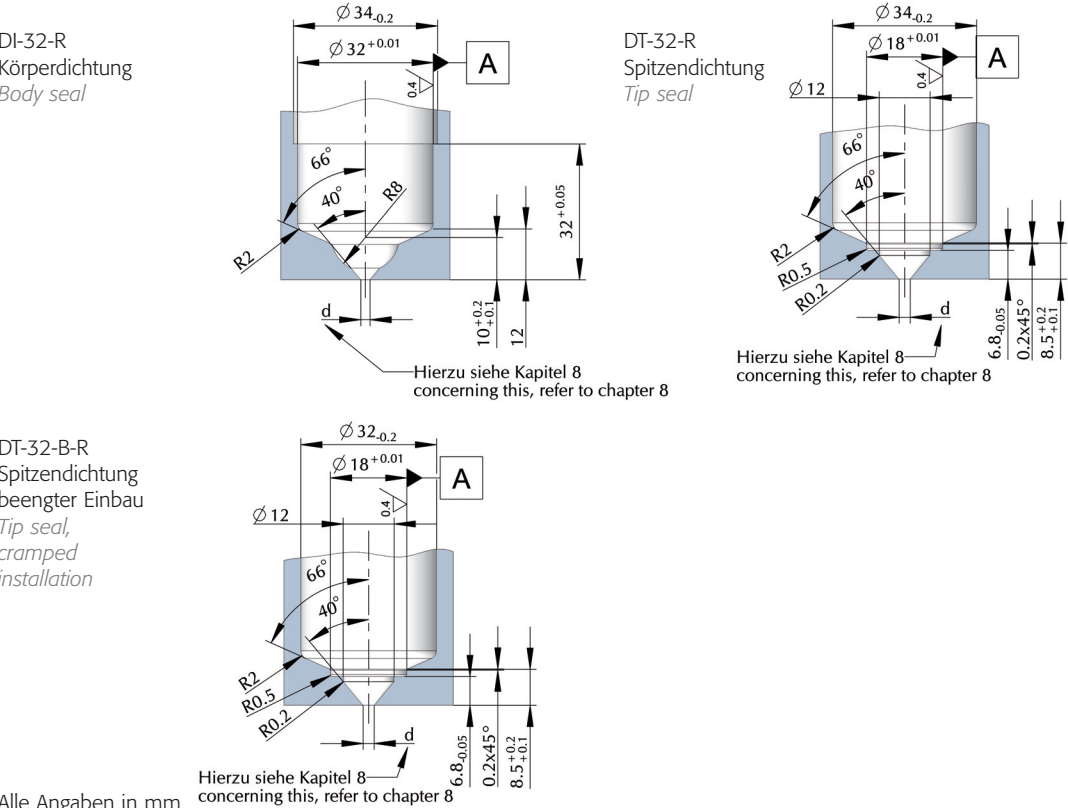 DI-32-R
Körperdichtung
Body seal
Ø 34-0.2
Ø 32+0.01
A
0.4
66°
40°
R8
R2
32+0.05
10+0.2 +0.1
12
d
Hierzu siehe Kapitel 8
concerning this, refer to chapter 8
DT-32-R
Spitzendichtung
Tip seal
Ø 34-0.2
Ø 18+0.01
A
0.4
Ø 12
66°
40°
R2
R0.5
R0.2
d
6.8-0.05
0.2x45°
8.5+0.2 +0.1
Hierzu siehe Kapitel 8
concerning this, refer to chapter 8
DT-32-B-R
Spitzendichtung
beengter Einbau
Tip seal,
cramped
installation
Ø 32-0.2
Ø 18+0.01
A
0.4
Ø 12
66°
40°
R2
R0.5
R0.2
d
6.8-0.05
0.2x45°
8.5+0.2 +0.1
Hierzu siehe Kapitel 8
concerning this, refer to chapter 8
Alle Angaben in mm